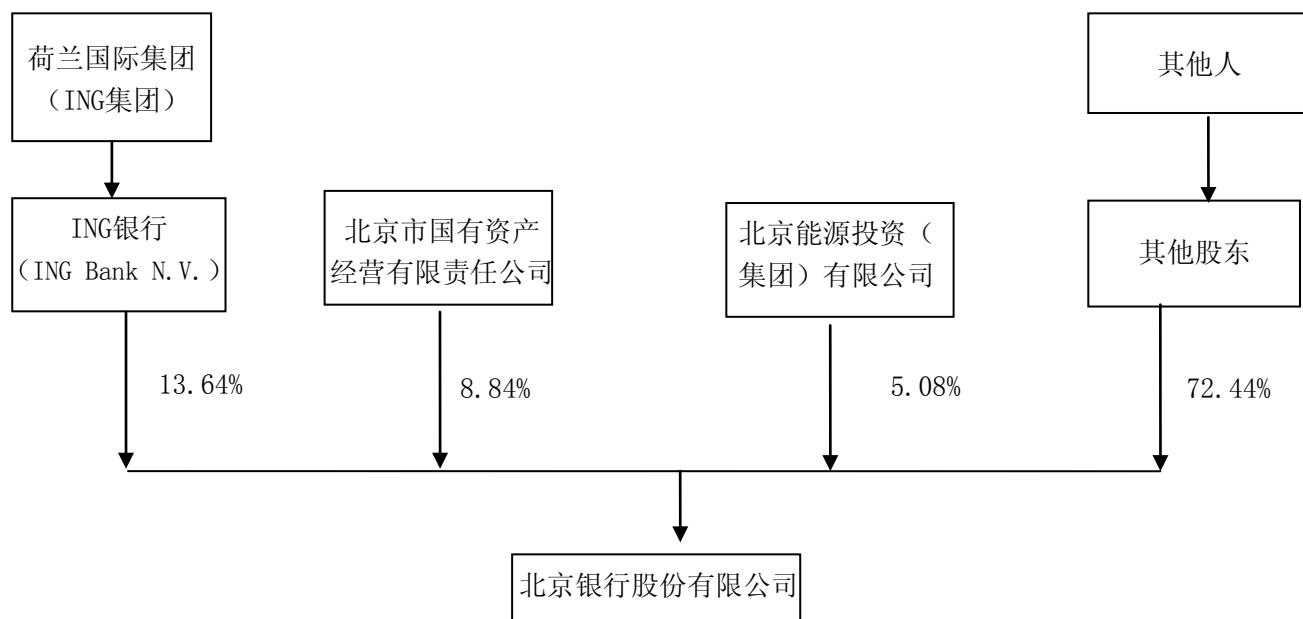 荷兰国际集团
（ING集团）
其他人
ING银行
（ING Bank N.V.）
北京市国有资产
经营有限责任公司
北京能源投资（
集团）有限公司
其他股东
13.64%
8.84%
5.08%
72.44%
北京银行股份有限公司